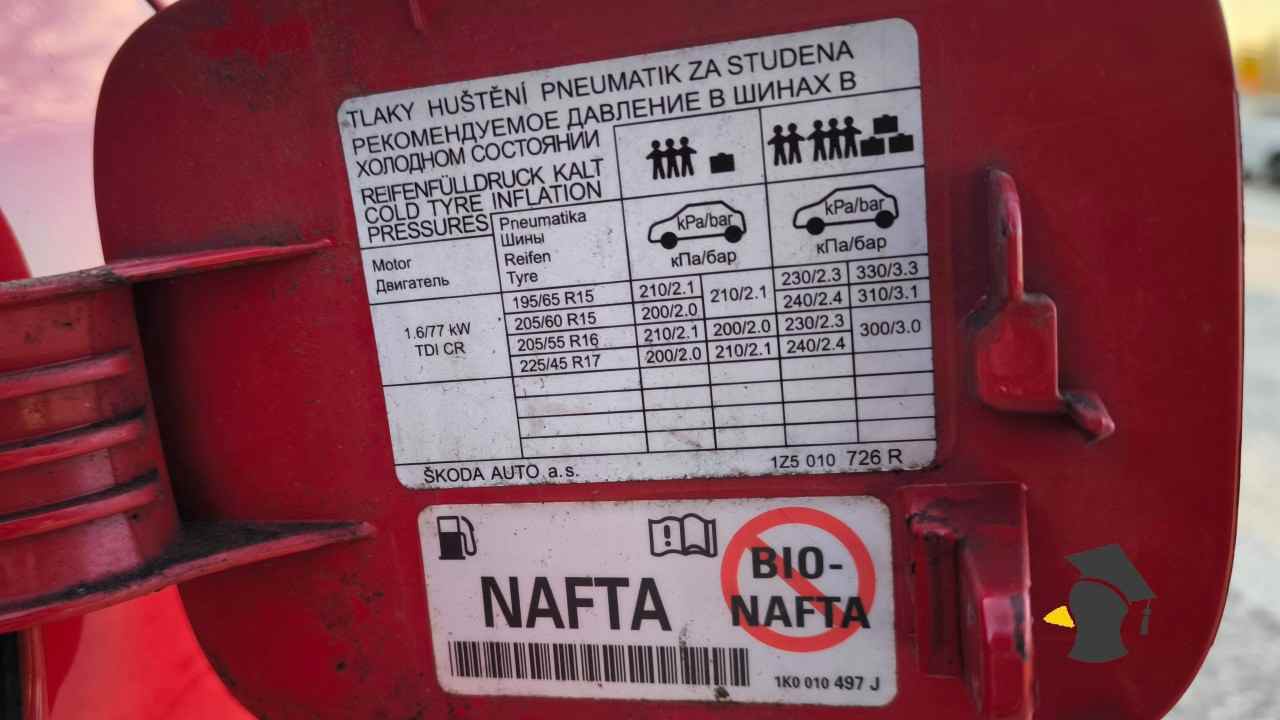 TLAKY HUŠTĚNÍ PNEUMATIK ZA STUDENA
РЕКОМЕНДУЕМОЕ ДАВЛЕНИЕ В ШИНАХ В
ХОЛОДНОМ СОСТОЯНИИ
REIFENFÜLLDRUCK KALT
COLD TYRE INFLATION
PRESSURES
Pneumatika
Шины
Reifen
Tyre
kPa/bar
кПа/бар
kPa/bar
кПа/бар
Motor
Двигатель
1.6/77 kW
TDI CR
195/65 R15 210/2.1 210/2.1 230/2.3 330/3.3
205/60 R15 200/2.0 240/2.4 310/3.1
205/55 R16 210/2.1 200/2.0 230/2.3 300/3.0
225/45 R17 200/2.0 210/2.1 240/2.4
ŠKODA AUTO a.s. 1Z5 010 726 R
NAFTA
BIO-
NAFTA
1K0 010 497 J